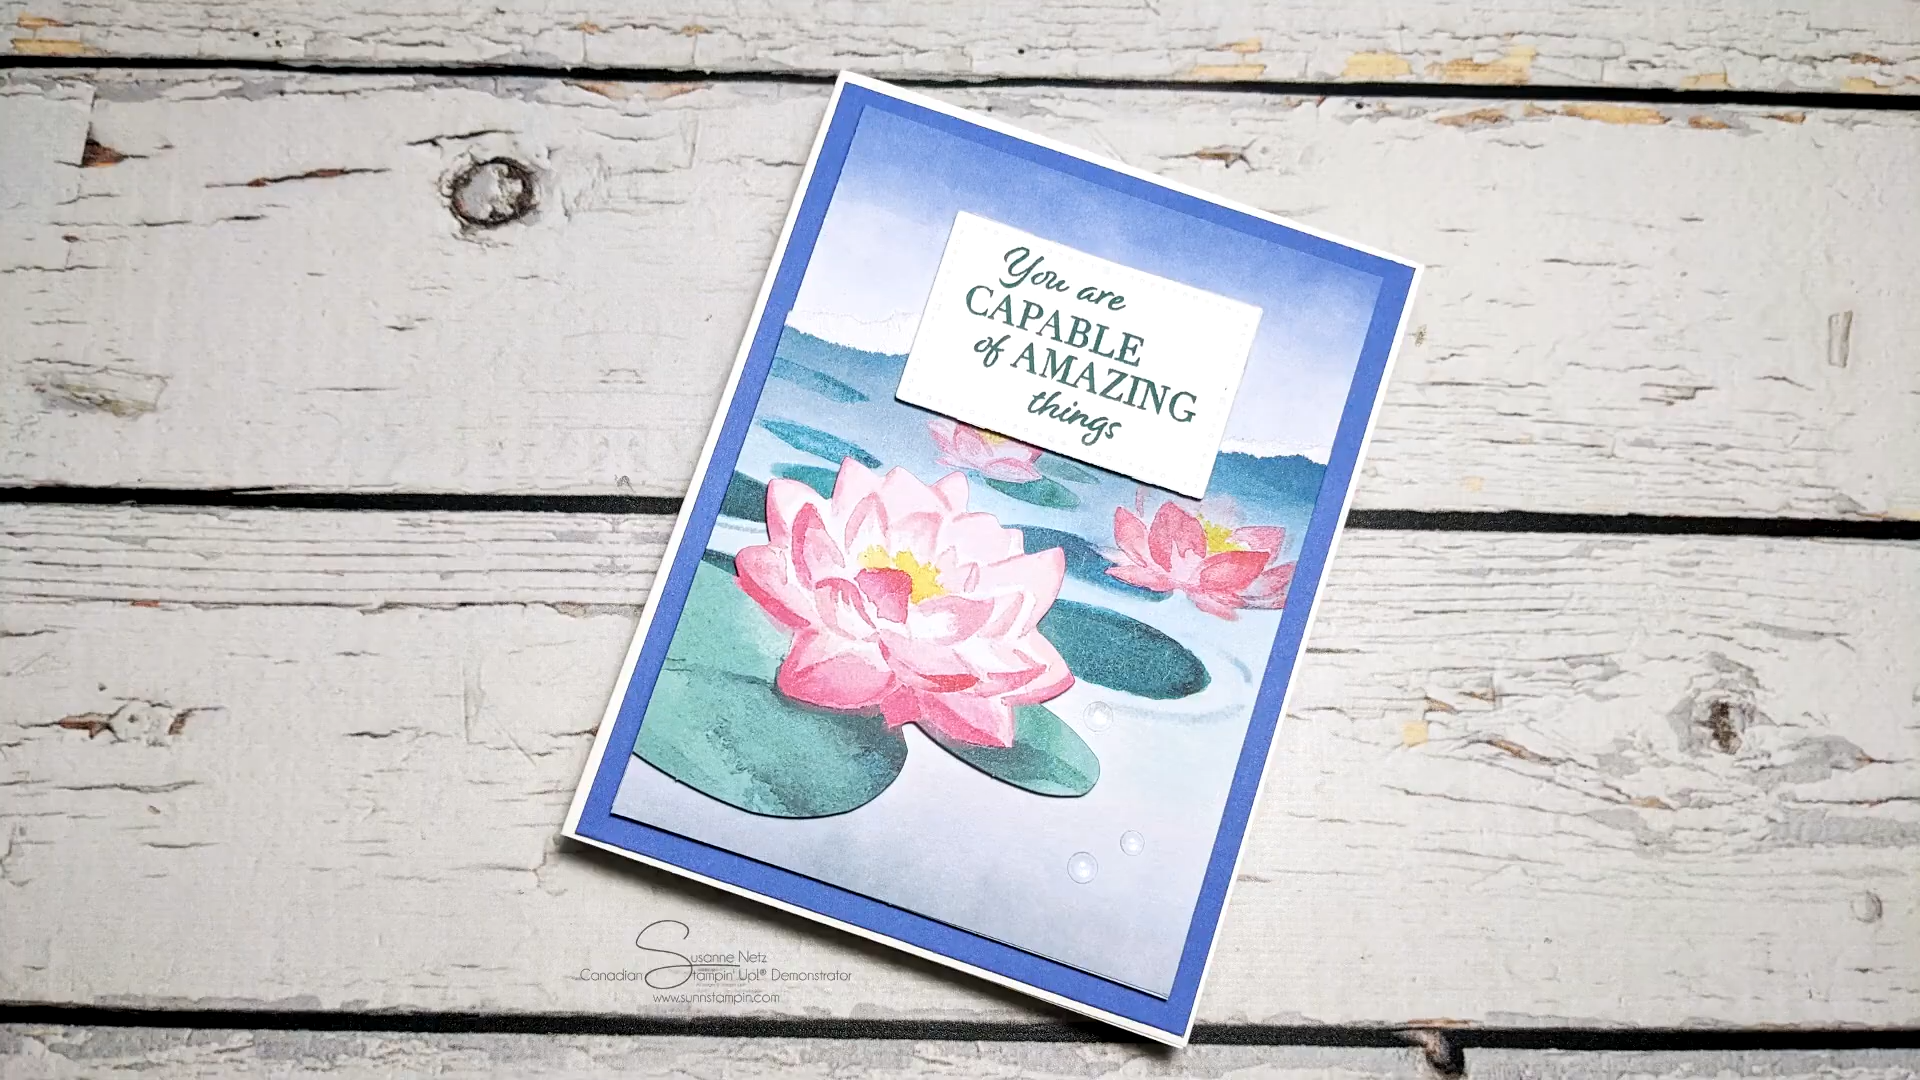 You are
CAPABLE
of AMAZING
things
Susanne Netz
Canadian Stampin' Up!® Demonstrator
www.sunnstampin.com